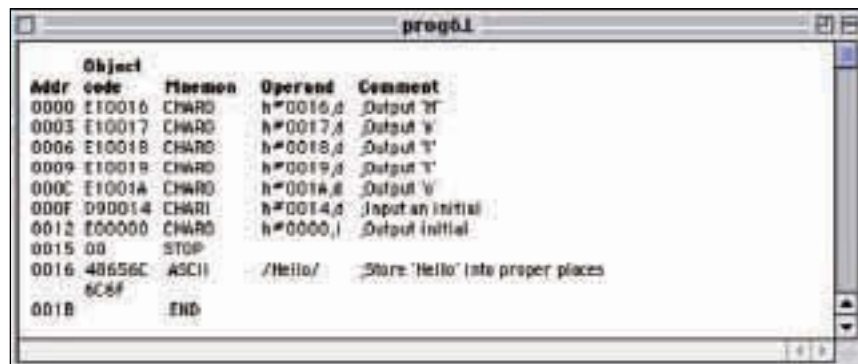 prog61
Object
Addr code Mnemon Operand Comment
0000 E10016 CHARO h#0016,d ;Output 'H'
0003 E10017 CHARO h#0017,d ;Output 'e'
0006 E10018 CHARO h#0018,d ;Output 'l'
0009 E10019 CHARO h#0019,d ;Output 'l'
000C E1001A CHARO h#001A,d ;Output 'o'
000F D90014 CHARI h#0014,d ;Input an initial
0012 E00000 CHARO h#0000,i ;Output initial
0015 00 STOP
0016 48656C .ASCII /Hello/ ;Store 'Hello' into proper places
6C6F
001B .END